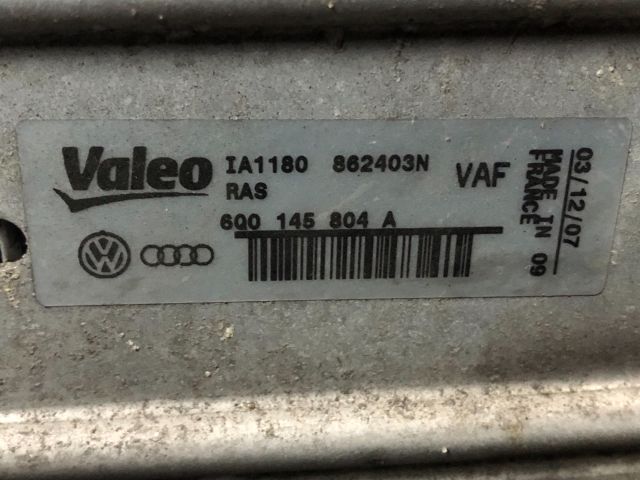 Valeo
IA1180 862403N
RAS
6Q0 145 804 A
VAF
MADE IN
FRANCE 09
03/12/07